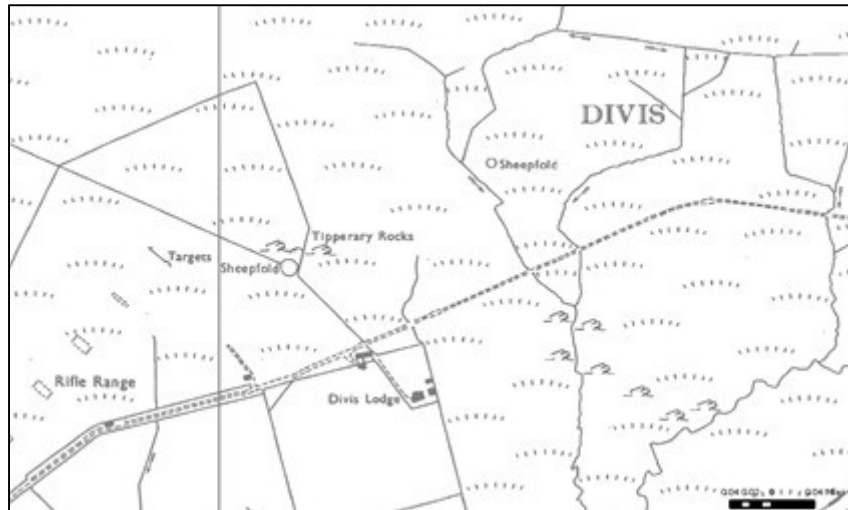 DIVIS
Sheepfold
Tipperary Rocks
Targets
Sheepfold
Rifle Range
Divis Lodge